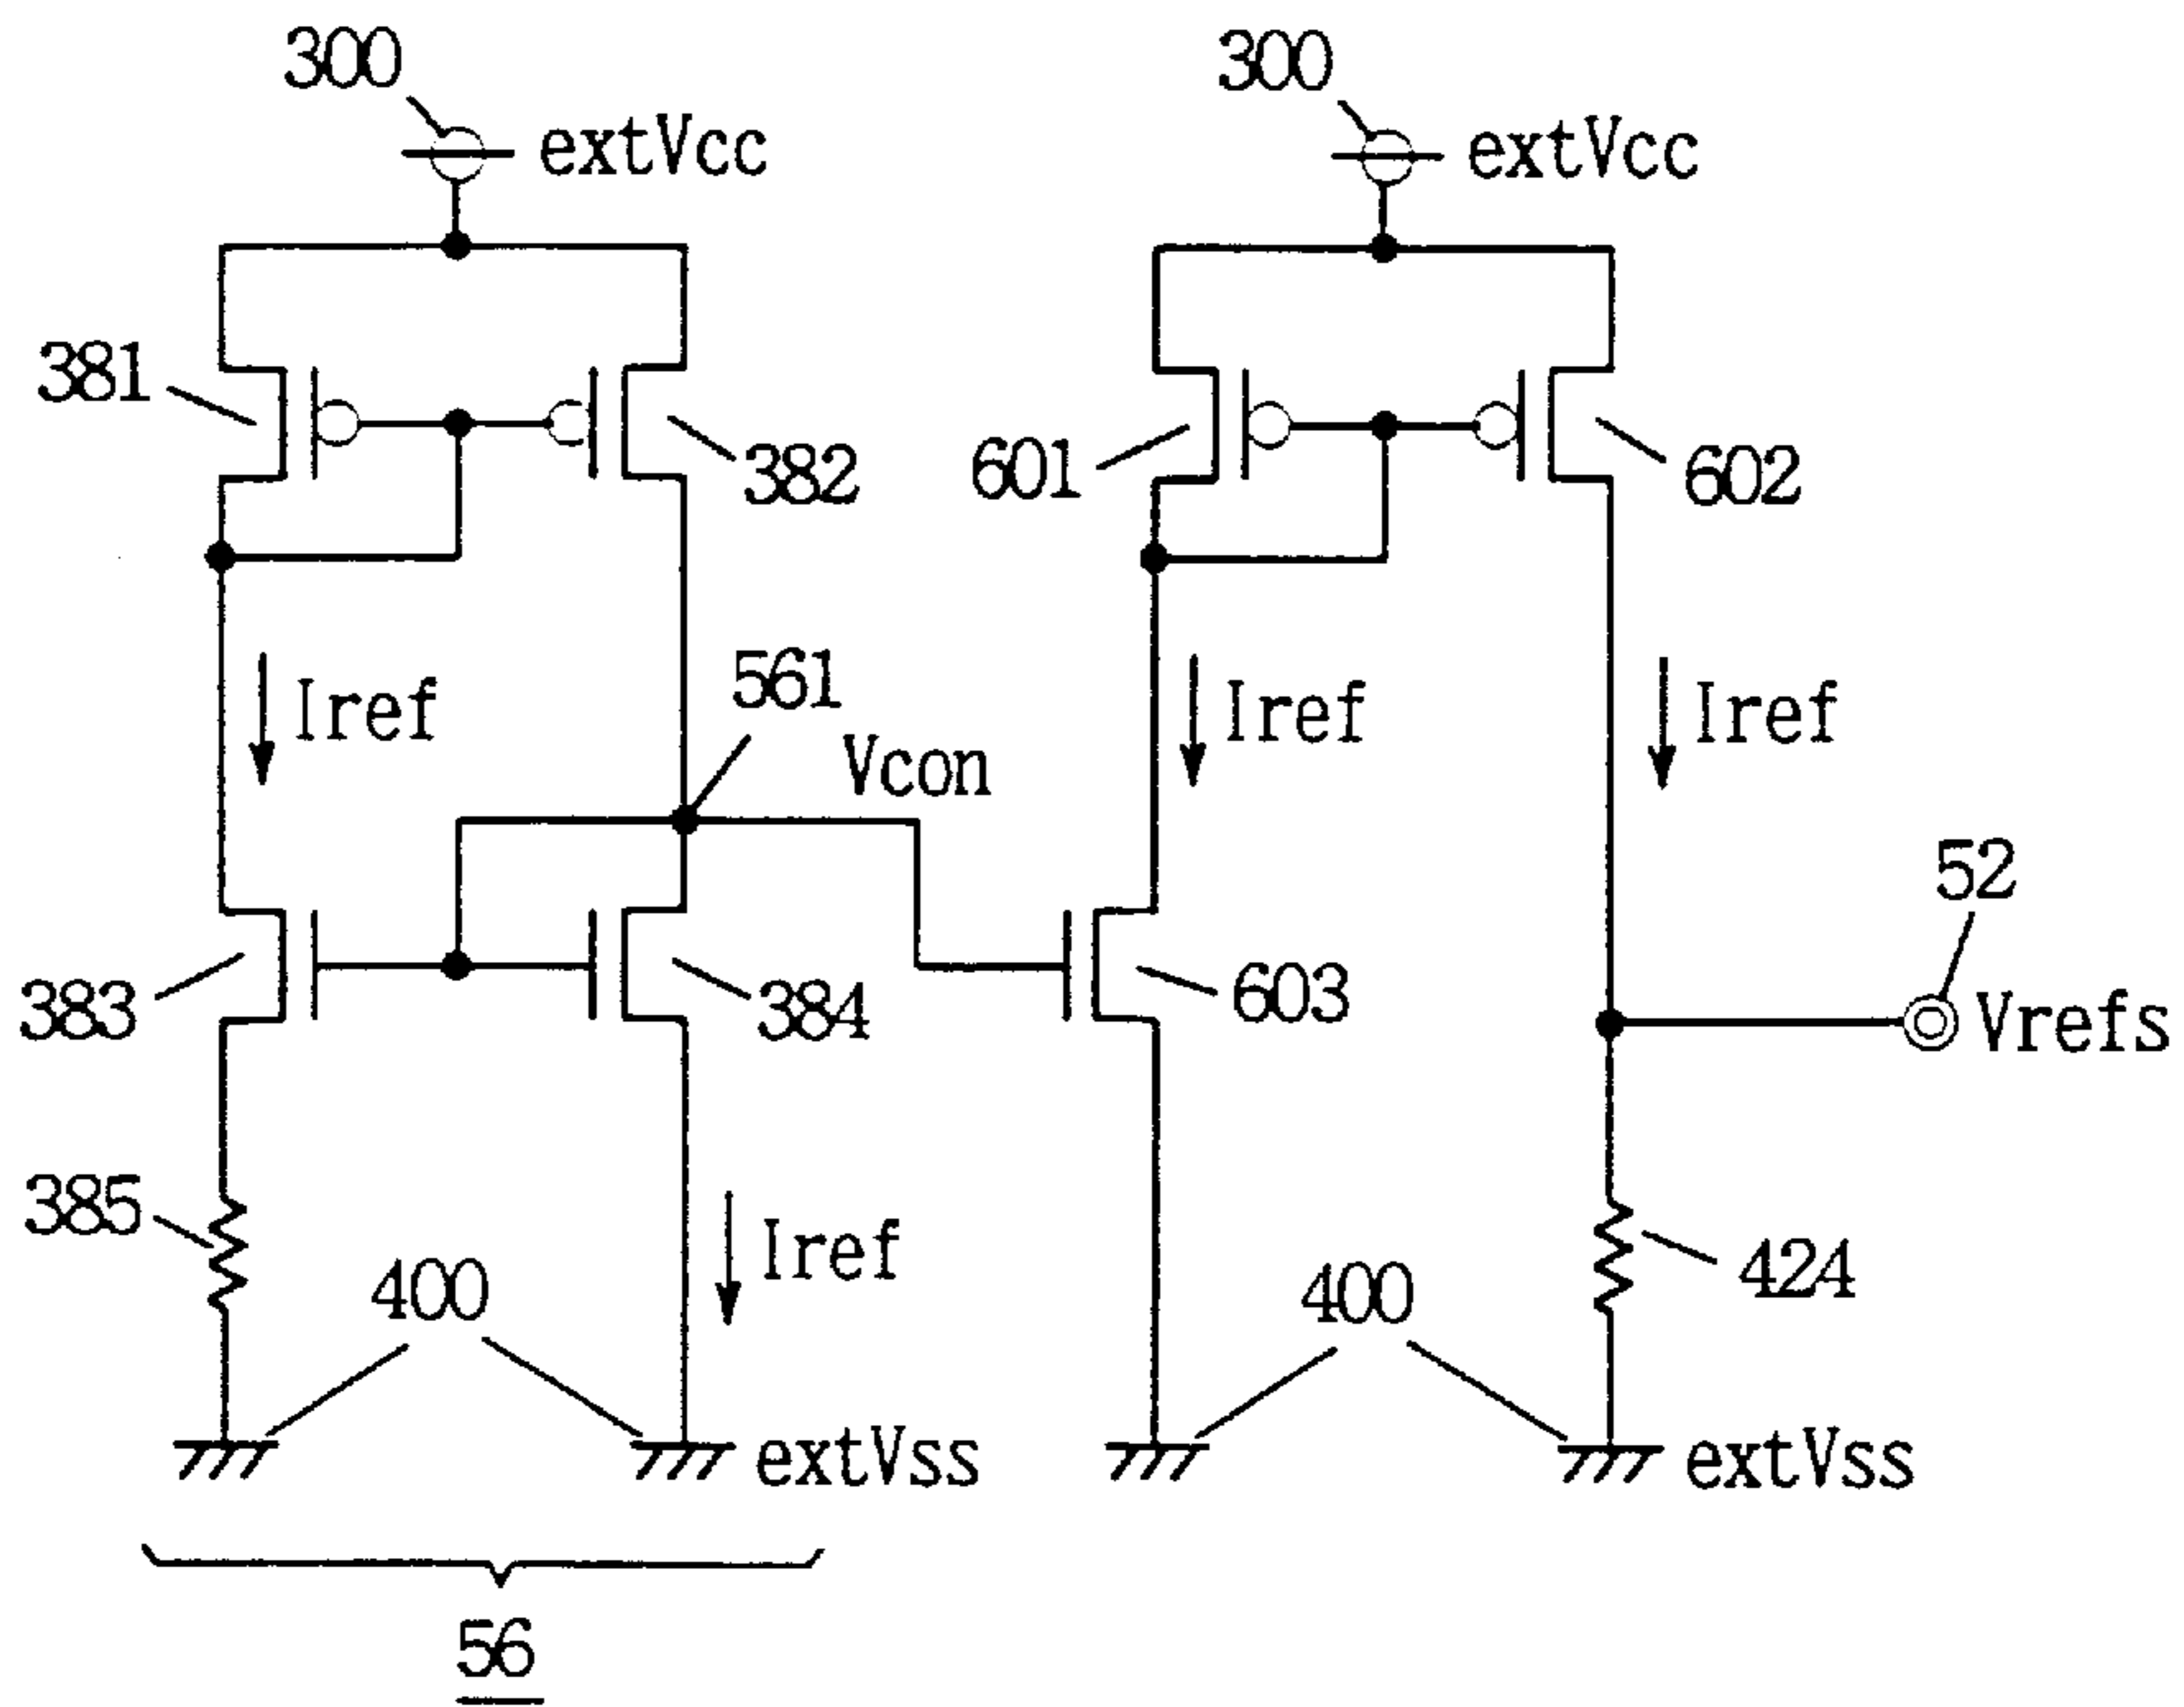 300
300
extVcc
extVcc
381
382
601
602
561
Iref
Vcon
Iref
Iref
52
383
384
603
Vrefs
385
400
Iref
400
424
extVss
extVss
56